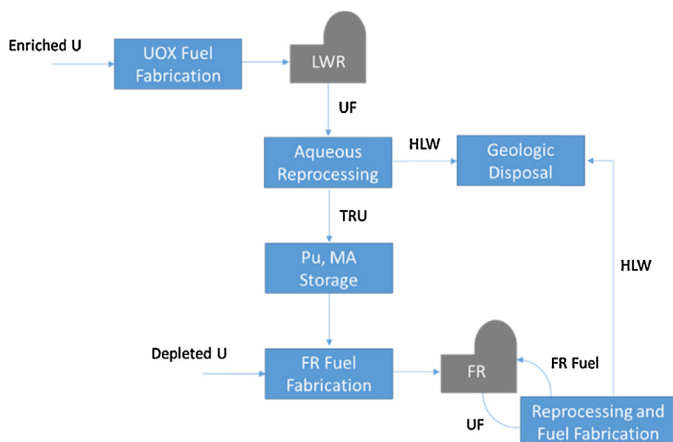 Enriched U
UOX Fuel
Fabrication
LWR
UF
Aqueous
Reprocessing
HLW
Geologic
Disposal
TRU
Pu, MA
Storage
HLW
Depleted U
FR Fuel
Fabrication
FR
FR Fuel
UF
Reprocessing and
Fuel Fabrication